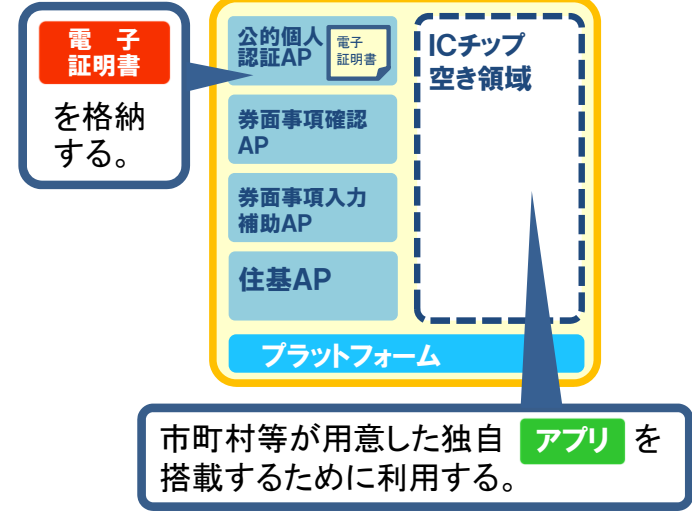 電 子
証明書
を格納
する。
公的個人
認証AP
電子
証明書
券面事項確認
AP
券面事項入力
補助AP
住基AP
ICチップ
空き領域
プラットフォーム
市町村等が用意した独自 アプリ を
搭載するために利用する。